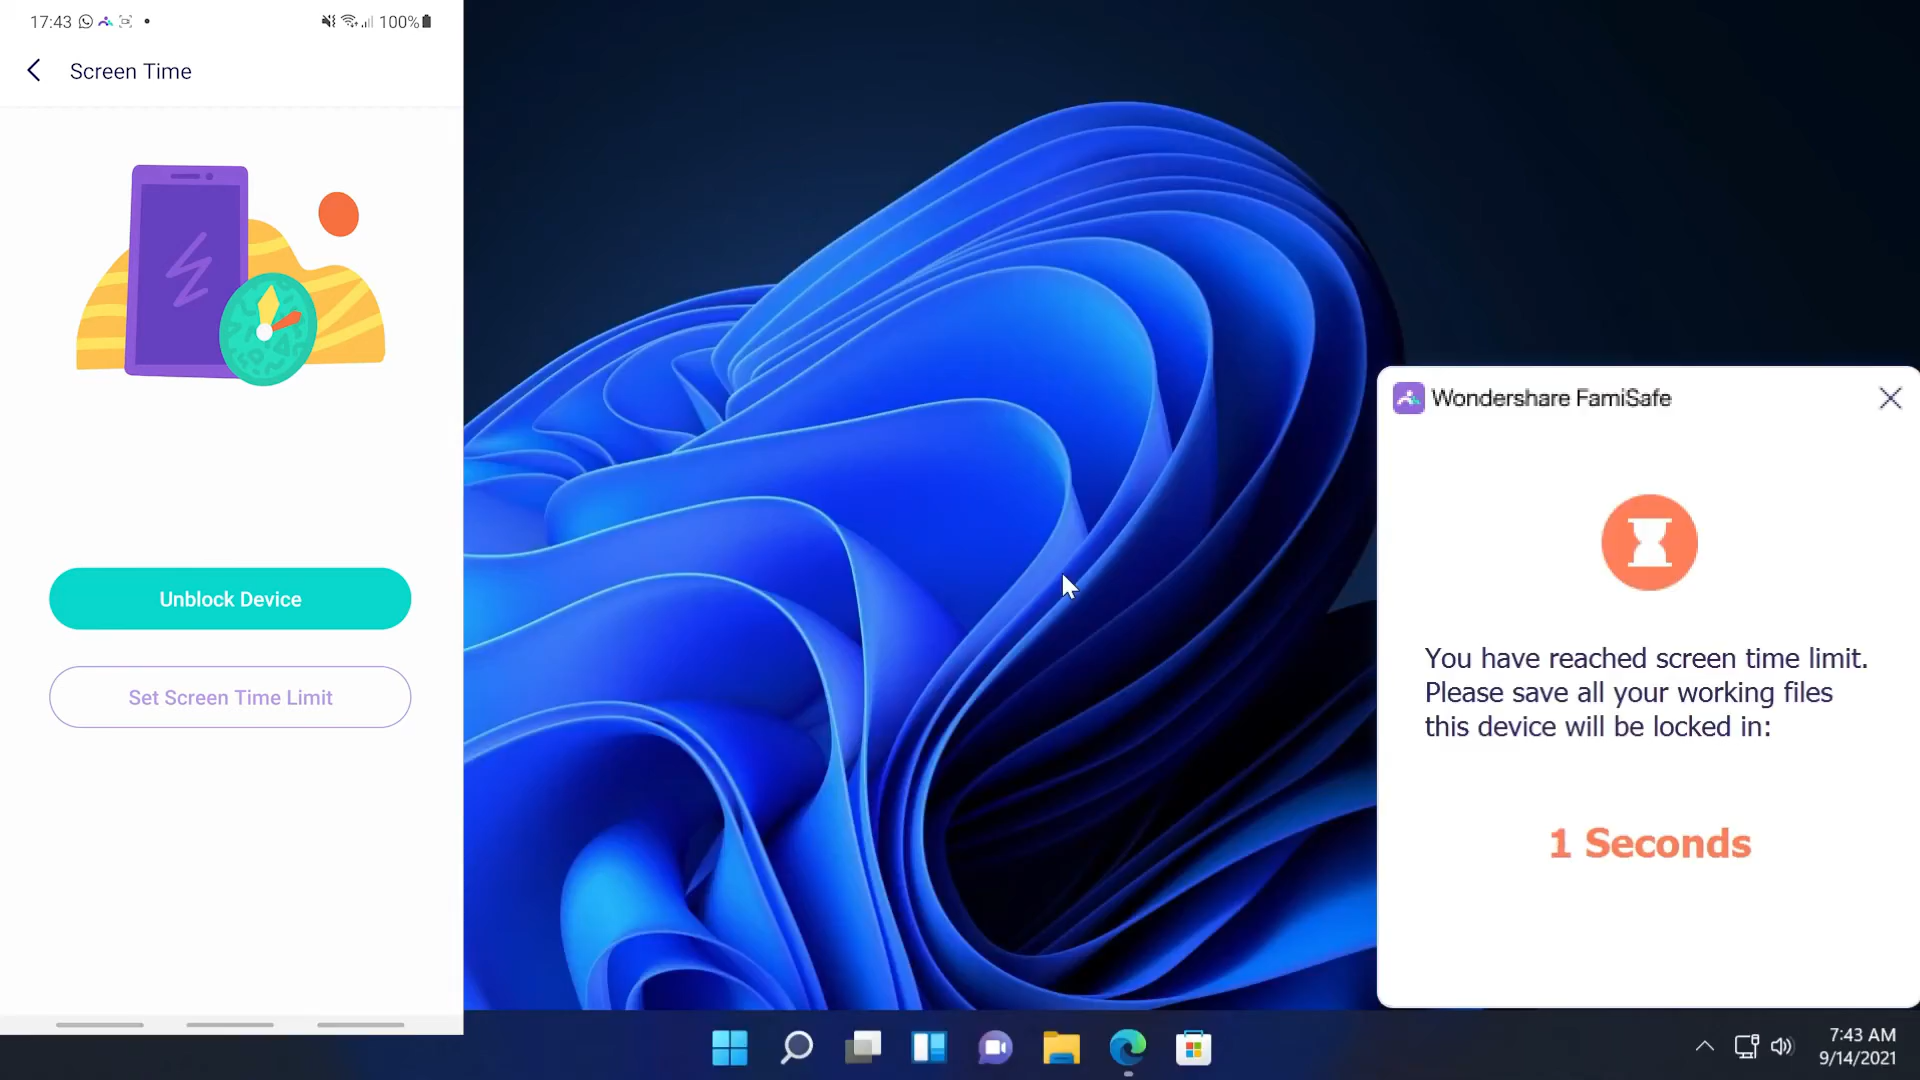 17:43
100%
Screen Time
Unblock Device
Set Screen Time Limit
Wondershare FamiSafe
You have reached screen time limit.
Please save all your working files
this device will be locked in:
1 Seconds
7:43 AM
9/14/2021